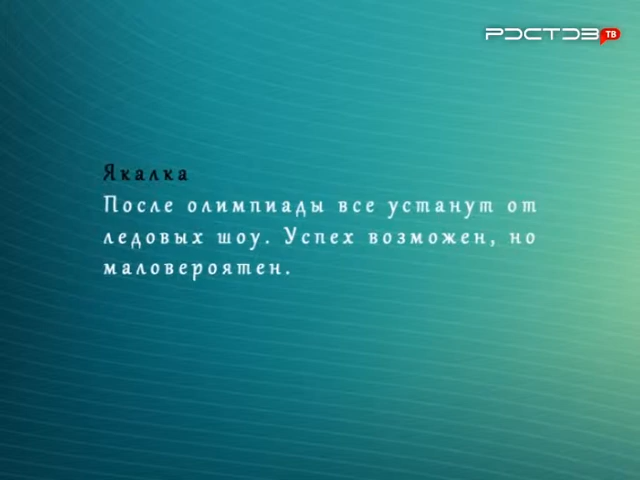 РОСТОВ ТВ
Якалка
После олимпиады все устанут от
ледовых шоу. Успех возможен, но
маловероятен.